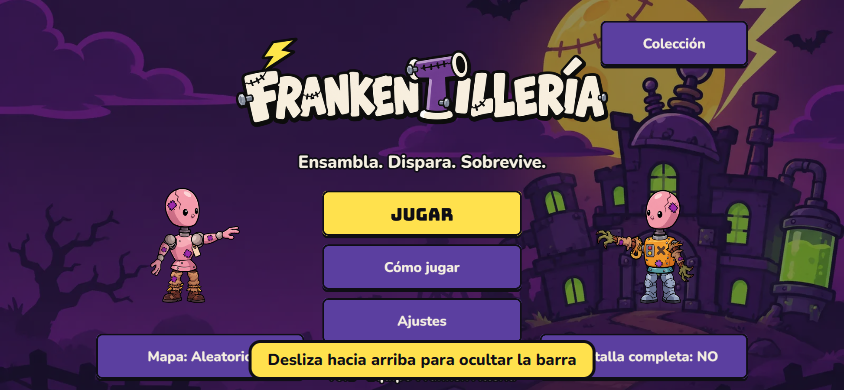 Colección
FRANKENTILLERÍA
Ensambla. Dispara. Sobrevive.
JUGAR
Cómo jugar
Ajustes
Mapa: Aleatorio
talla completa: NO
Desliza hacia arriba para ocultar la barra